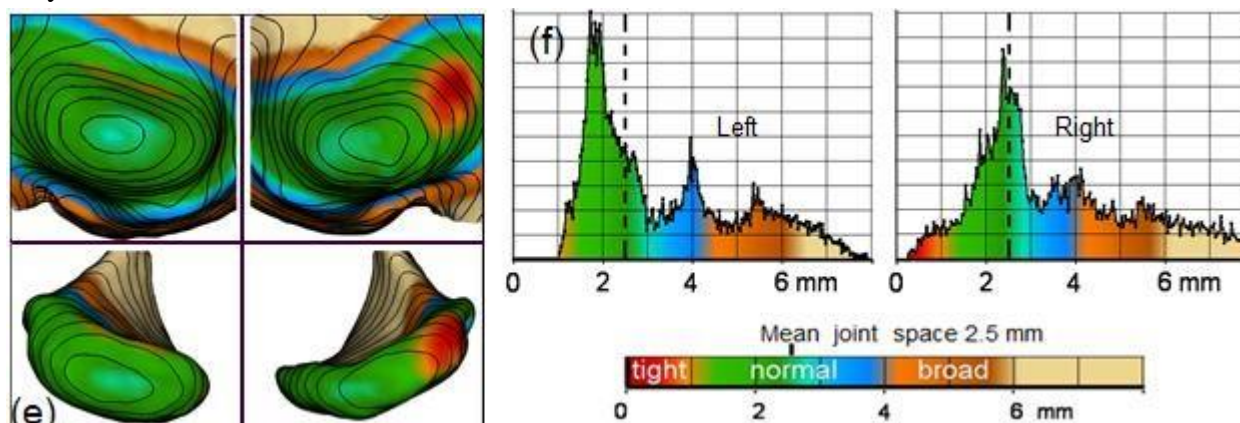 (e)
(f)
Left
0 2 4 6 mm
Right
0 2 4 6 mm
Mean joint space 2.5 mm
tight normal broad
0 2 4 6 mm